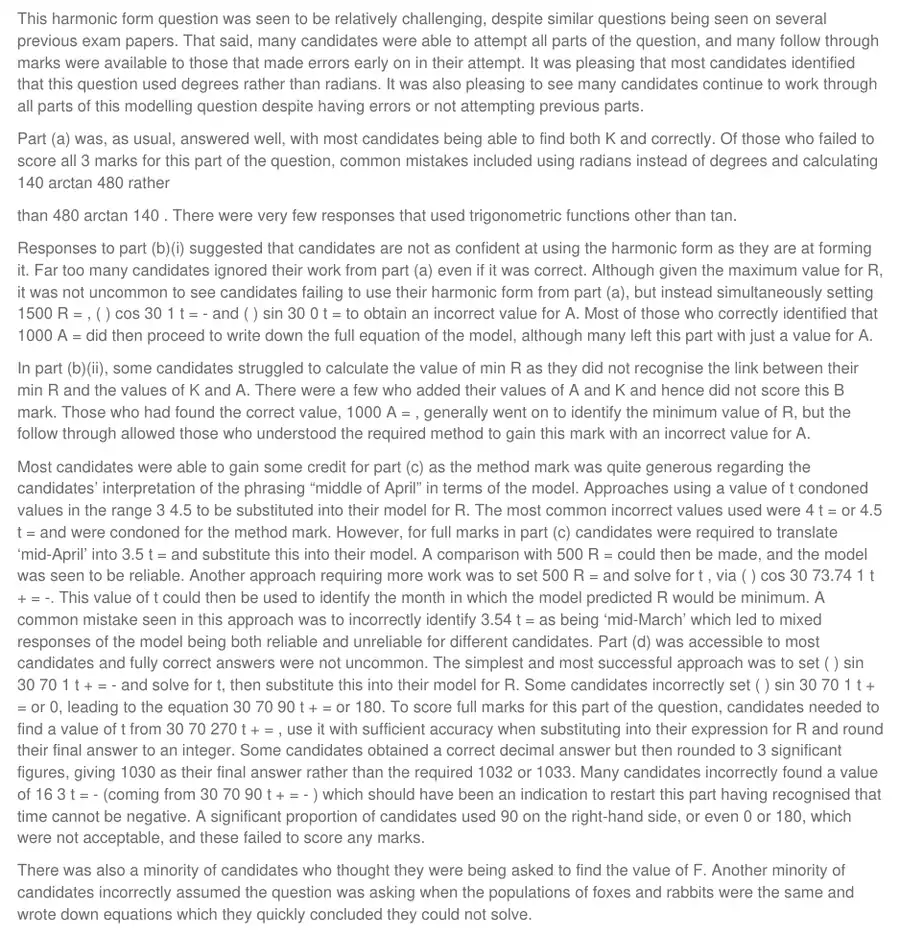 This harmonic form question was seen to be relatively challenging, despite similar questions being seen on several
previous exam papers. That said, many candidates were able to attempt all parts of the question, and many follow through
marks were available to those that made errors early on in their attempt. It was pleasing that most candidates identified
that this question used degrees rather than radians. It was also pleasing to see many candidates continue to work through
all parts of this modelling question despite having errors or not attempting previous parts.
Part (a) was, as usual, answered well, with most candidates being able to find both K and correctly. Of those who failed to
score all 3 marks for this part of the question, common mistakes included using radians instead of degrees and calculating
140 arctan 480 rather
than 480 arctan 140 . There were very few responses that used trigonometric functions other than tan.
Responses to part (b)(i) suggested that candidates are not as confident at using the harmonic form as they are at forming
it. Far too many candidates ignored their work from part (a) even if it was correct. Although given the maximum value for R,
it was not uncommon to see candidates failing to use their harmonic form from part (a), but instead simultaneously setting
1500 R = , ( ) cos 30 1 t = - and ( ) sin 30 0 t = to obtain an incorrect value for A. Most of those who correctly identified that
1000 A = did then proceed to write down the full equation of the model, although many left this part with just a value for A.
In part (b)(ii), some candidates struggled to calculate the value of min R as they did not recognise the link between their
min R and the values of K and A. There were a few who added their values of A and K and hence did not score this B
mark. Those who had found the correct value, 1000 A = , generally went on to identify the minimum value of R, but the
follow through allowed those who understood the required method to gain this mark with an incorrect value for A.
Most candidates were able to gain some credit for part (c) as the method mark was quite generous regarding the
candidates’ interpretation of the phrasing “middle of April” in terms of the model. Approaches using a value of t condoned
values in the range 3 4.5 to be substituted into their model for R. The most common incorrect values used were 4 t = or 4.5
t = and were condoned for the method mark. However, for full marks in part (c) candidates were required to translate
‘mid-April’ into 3.5 t = and substitute this into their model. A comparison with 500 R = could then be made, and the model
was seen to be reliable. Another approach requiring more work was to set 500 R = and solve for t , via ( ) cos 30 73.74 1 t
+ = -. This value of t could then be used to identify the month in which the model predicted R would be minimum. A
common mistake seen in this approach was to incorrectly identify 3.54 t = as being ‘mid-March’ which led to mixed
responses of the model being both reliable and unreliable for different candidates. Part (d) was accessible to most
candidates and fully correct answers were not uncommon. The simplest and most successful approach was to set ( ) sin
30 70 1 t + = - and solve for t, then substitute this into their model for R. Some candidates incorrectly set ( ) sin 30 70 1 t +
= or 0, leading to the equation 30 70 90 t + = or 180. To score full marks for this part of the question, candidates needed to
find a value of t from 30 70 270 t + = , use it with sufficient accuracy when substituting into their expression for R and round
their final answer to an integer. Some candidates obtained a correct decimal answer but then rounded to 3 significant
figures, giving 1030 as their final answer rather than the required 1032 or 1033. Many candidates incorrectly found a value
of 16 3 t = - (coming from 30 70 90 t + = - ) which should have been an indication to restart this part having recognised that
time cannot be negative. A significant proportion of candidates used 90 on the right-hand side, or even 0 or 180, which
were not acceptable, and these failed to score any marks.
There was also a minority of candidates who thought they were being asked to find the value of F. Another minority of
candidates incorrectly assumed the question was asking when the populations of foxes and rabbits were the same and
wrote down equations which they quickly concluded they could not solve.